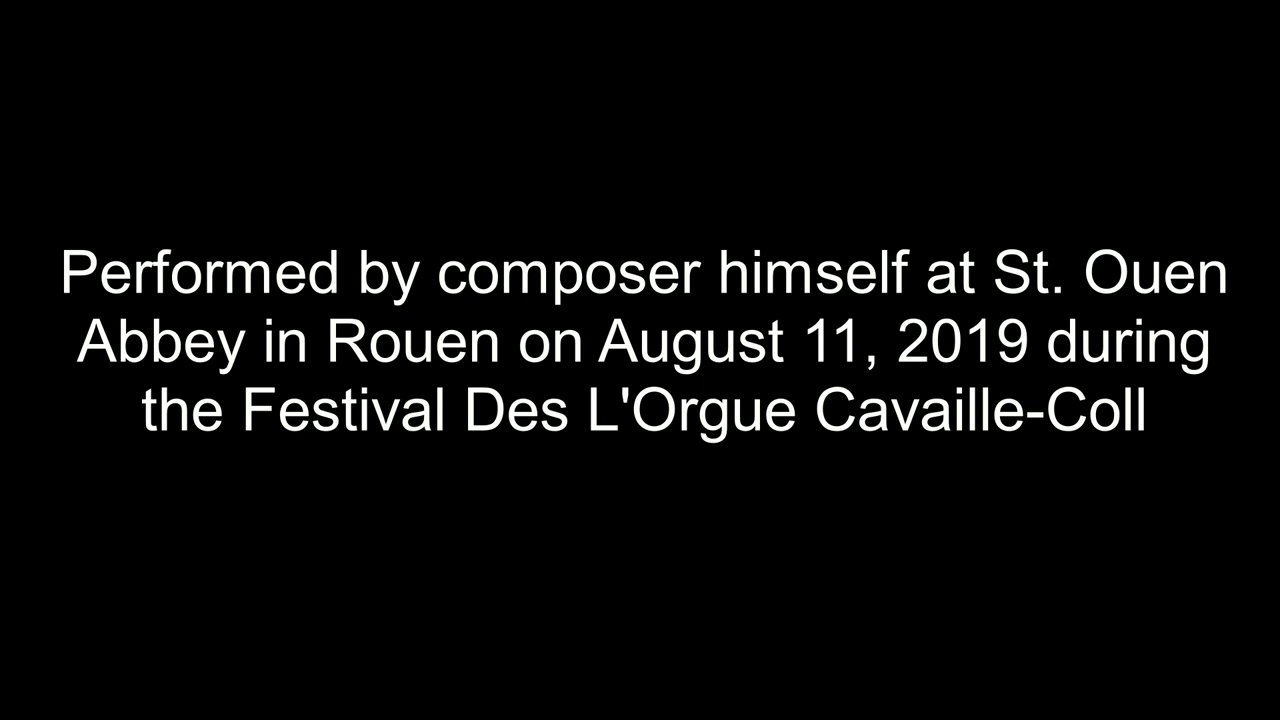 Performed by composer himself at St. Ouen
Abbey in Rouen on August 11, 2019 during
the Festival Des L'Orgue Cavaille-Coll